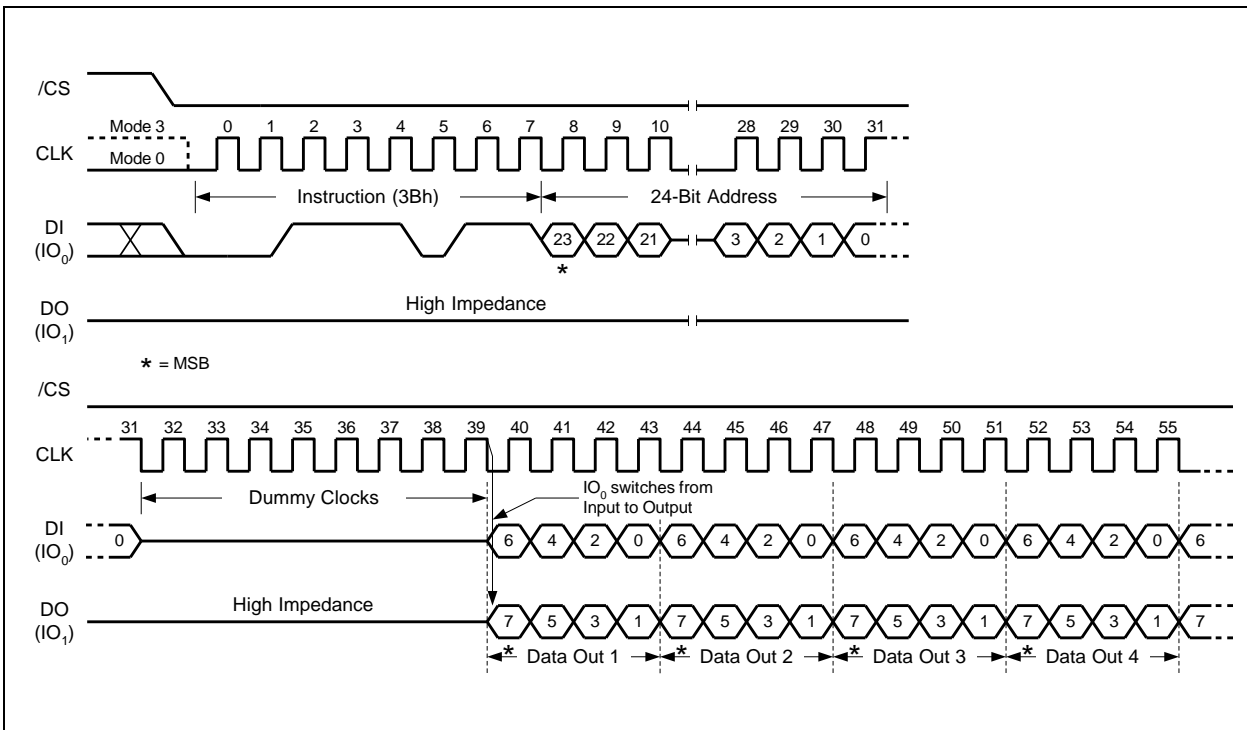 /CS
Mode 3 0 1 2 3 4 5 6 7 8 9 10 28 29 30 31
CLK Mode 0
Instruction (3Bh) 24-Bit Address
DI
(IO0) 23 22 21 3 2 1 0
*
High Impedance
DO
(IO1)
* = MSB
/CS
31 32 33 34 35 36 37 38 39 40 41 42 43 44 45 46 47 48 49 50 51 52 53 54 55
CLK
Dummy Clocks
IO0 switches from
Input to Output
DI
(IO0) 0 6 4 2 0 6 4 2 0 6 4 2 0 6 4 2 0 6
High Impedance
DO
(IO1) 7 5 3 1 7 5 3 1 7 5 3 1 7 5 3 1 7
* Data Out 1 * Data Out 2 * Data Out 3 * Data Out 4